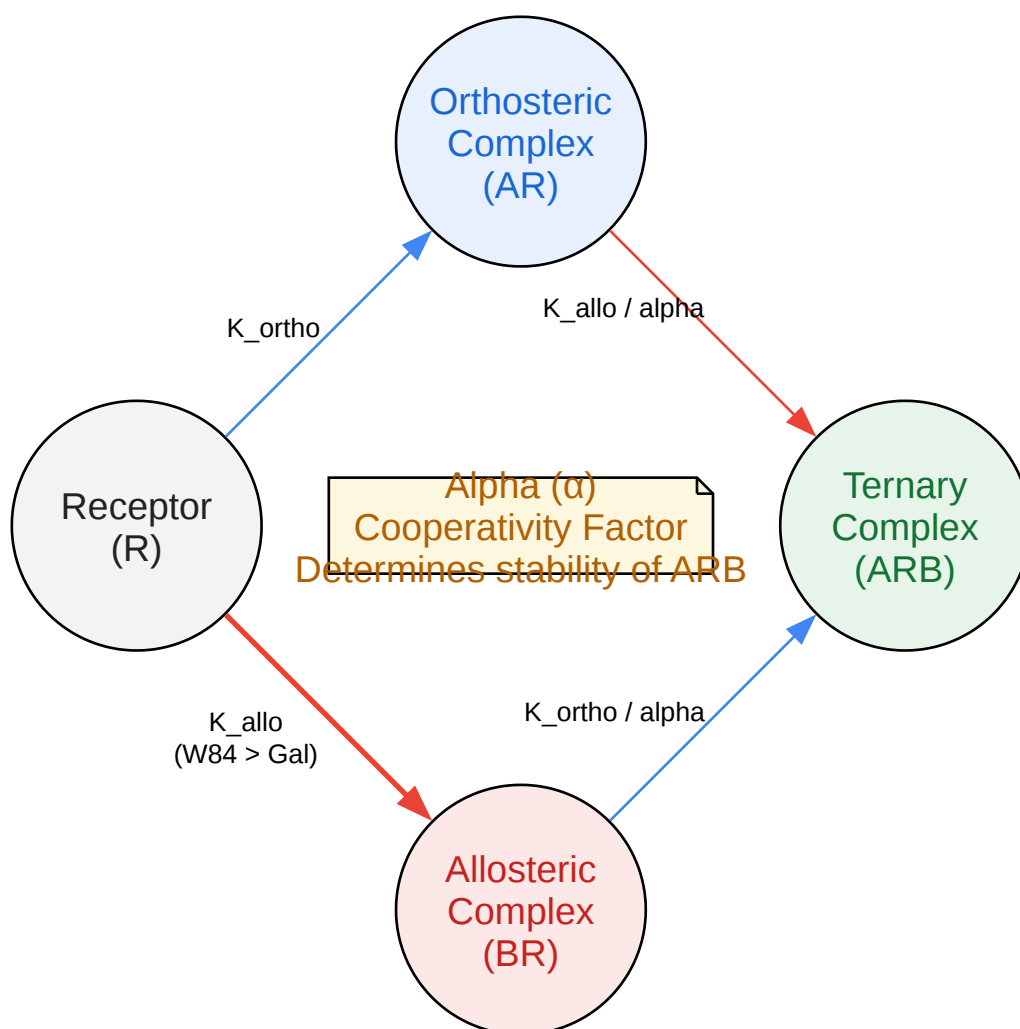 Orthosteric
Complex
(AR)
K_allo / alpha
K_ortho
Alpha (α)
Cooperativity Factor
Determines stability of ARB
Receptor
(R)
Ternary
Complex
(ARB)
K_allo
(W84 > Gal)
K_ortho / alpha
Allosteric
Complex
(BR)